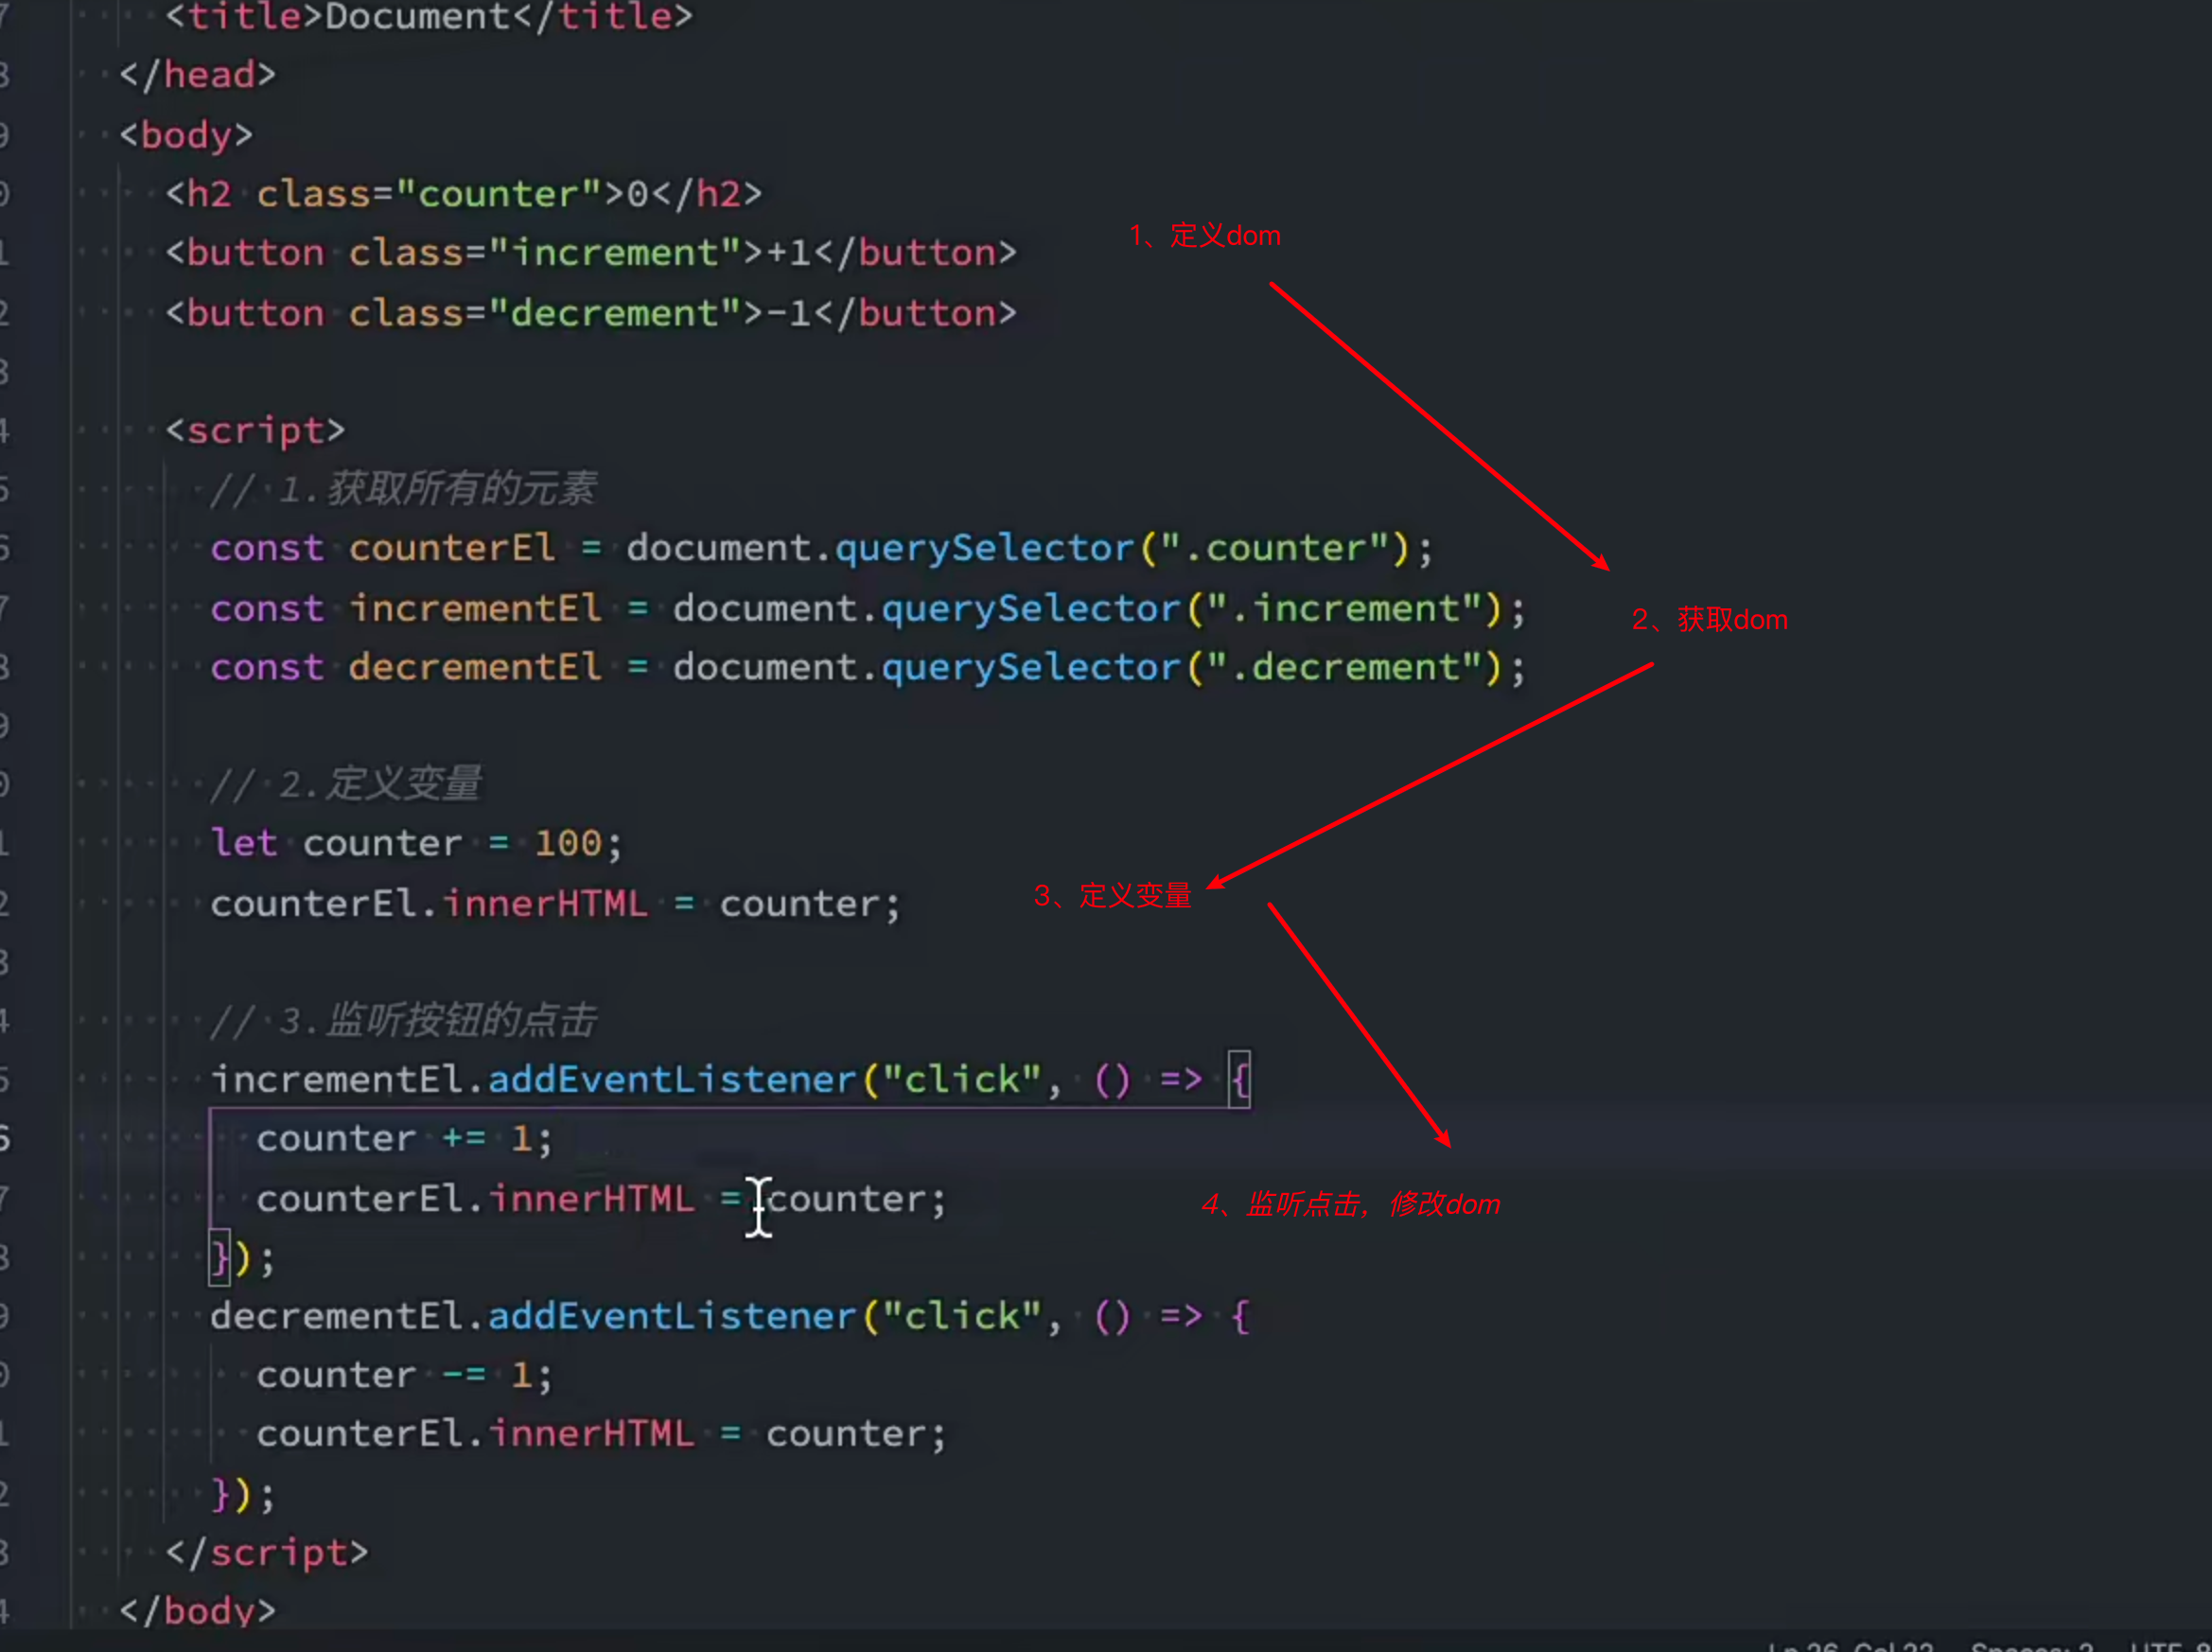 <title>Document</title>
</head>
<body>
<h2 class="counter">0</h2>
<button class="increment">+1</button>
1、定义dom
<button class="decrement">-1</button>
<script>
// 1.获取所有的元素
const counterEl = document.querySelector(".counter");
const incrementEl = document.querySelector(".increment");
2、获取dom
const decrementEl = document.querySelector(".decrement");
// 2.定义变量
let counter = 100;
counterEl.innerHTML = counter;
3、定义变量
// 3.监听按钮的点击
incrementEl.addEventListener("click", () => {
counter += 1;
counterEl.innerHTML = counter;
4、监听点击，修改dom
});
decrementEl.addEventListener("click", () => {
counter -= 1;
counterEl.innerHTML = counter;
});
</script>
</body>